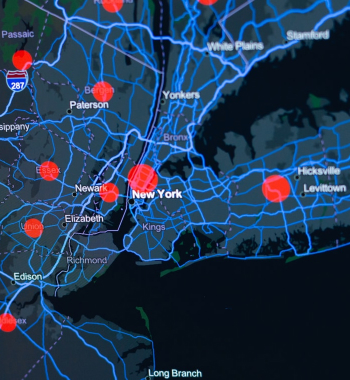 Passaic
Stamford
White Plains
287
Bergen
Yonkers
Paterson
sippany
Bronx
Essex
Hicksville
Newark
Levittown
New York
Union
Elizabeth
Kings
Richmond
Edison
Long Branch